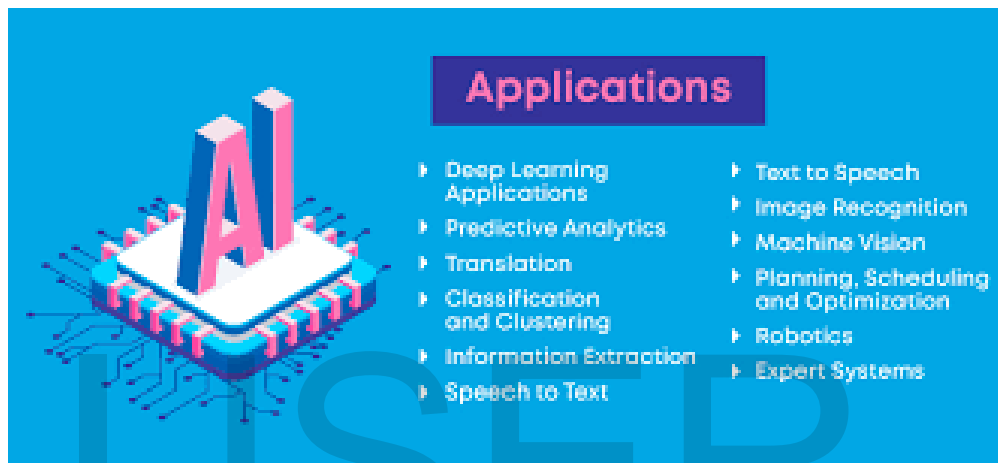 AI
Applications
Deep Learning
Applications
Predictive Analytics
Translation
Classification
and Clustering
Information Extraction
Speech to Text
Text to Speech
Image Recognition
Machine Vision
Planning, Scheduling
and Optimization
Robotics
Expert Systems